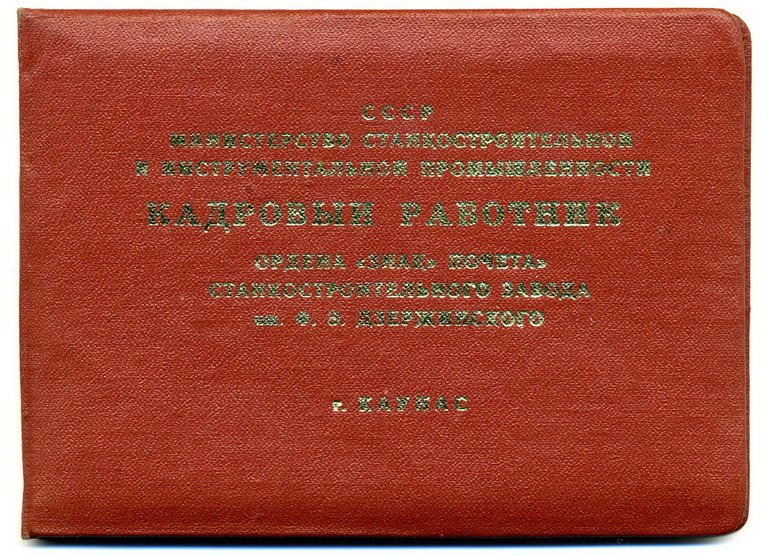 СССР
МИНИСТЕРСТВО СТАНКОСТРОИТЕЛЬНОЙ
И ИНСТРУМЕНТАЛЬНОЙ ПРОМЫШЛЕННОСТИ
КАДРОВЫЙ РАБОТНИК
ОРДЕНА «ЗНАК» ПОЧЕТА»
СТАНКОСТРОИТЕЛЬНОГО ЗАВОДА
им. Ф. Э. ДЗЕРЖИНСКОГО
г. КАУНАС